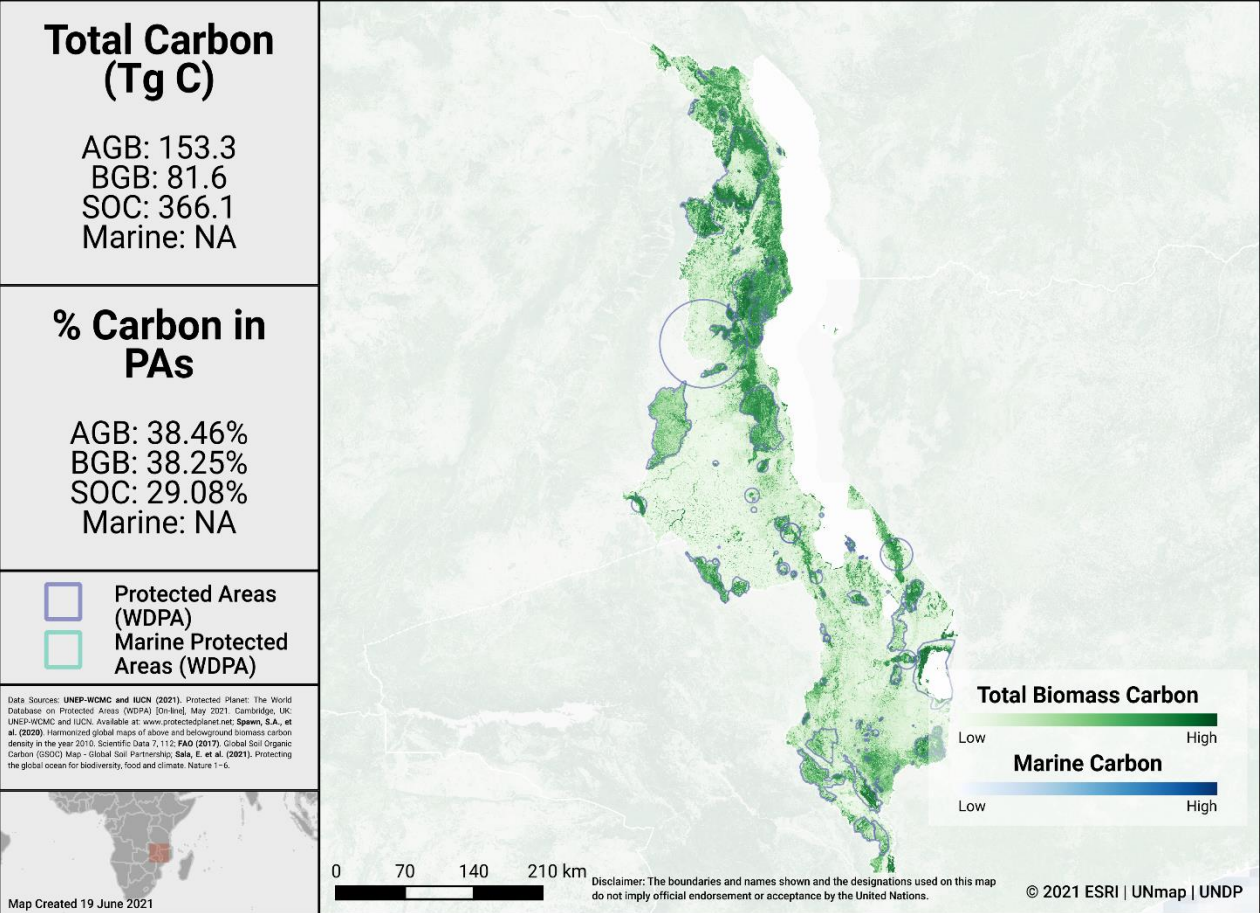 Total Carbon
(Tg C)
AGB: 153.3
BGB: 81.6
SOC: 366.1
Marine: NA
% Carbon in
PAs
AGB: 38.46%
BGB: 38.25%
SOC: 29.08%
Marine: NA
Protected Areas
(WDPA)
Marine Protected
Areas (WDPA)
Data Sources: UNEP-WCMC and IUCN (2021). Protected Planet: The World
Database on Protected Areas (WDPA) [On-line], May 2021. Cambridge, UK:
UNEP-WCMC and IUCN. Available at: www.protectedplanet.net; Spawn, S.A., et
al. (2020). Harmonized global maps of above and belowground biomass carbon
density in the year 2010. Scientific Data 7, 112; FAO (2017). Global Soil Organic
Carbon (GSOC) Map - Global Soil Partnership; Sala, E. et al. (2021). Protecting
the global ocean for biodiversity, food and climate. Nature 1–6.
Map Created 19 June 2021
Total Biomass Carbon
Low High
Marine Carbon
Low High
0 70 140 210 km
Disclaimer: The boundaries and names shown and the designations used on this map
do not imply official endorsement or acceptance by the United Nations.
© 2021 ESRI | UNmap | UNDP